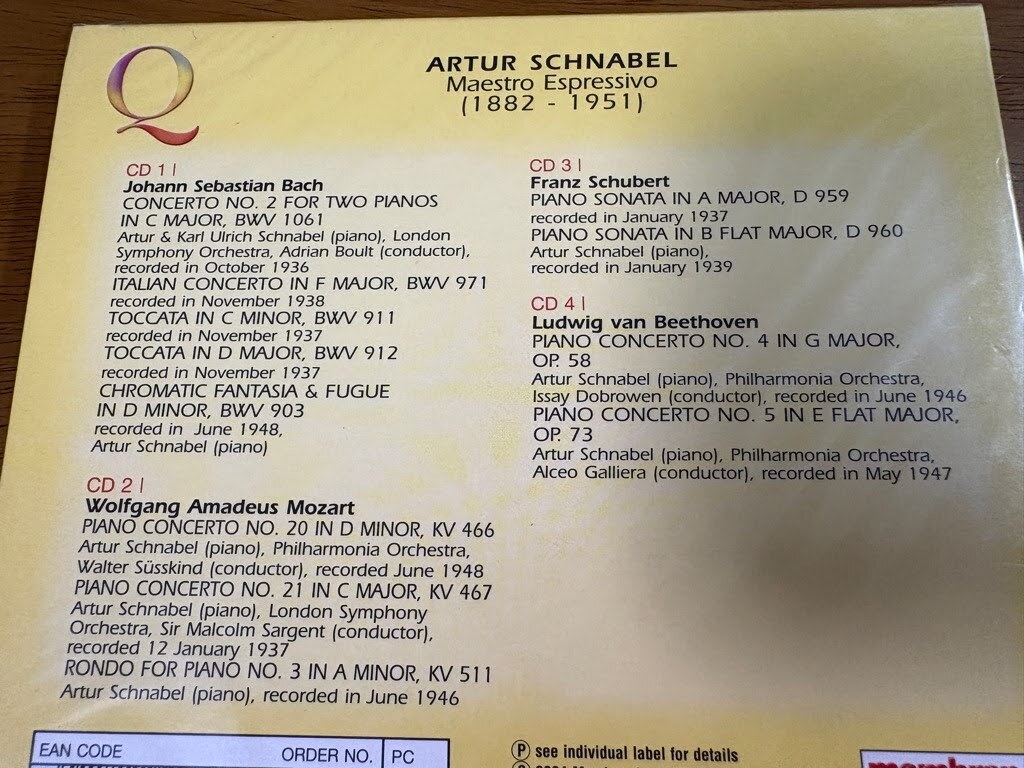 Q
ARTUR SCHNABEL
Maestro Espressivo
(1882 - 1951)
CD 1 |
Johann Sebastian Bach
CONCERTO NO. 2 FOR TWO PIANOS
IN C MAJOR, BWV 1061
Artur & Karl Ulrich Schnabel (piano), London
Symphony Orchestra, Adrian Boult (conductor),
recorded in October 1936
ITALIAN CONCERTO IN F MAJOR, BWV 971
recorded in November 1938
TOCCATA IN C MINOR, BWV 911
recorded in November 1937
TOCCATA IN D MAJOR, BWV 912
recorded in November 1937
CHROMATIC FANTASIA & FUGUE
IN D MINOR, BWV 903
recorded in June 1948,
Artur Schnabel (piano)
CD 2 |
Wolfgang Amadeus Mozart
PIANO CONCERTO NO. 20 IN D MINOR, KV 466
Artur Schnabel (piano), Philharmonia Orchestra,
Walter Süsskind (conductor), recorded June 1948
PIANO CONCERTO NO. 21 IN C MAJOR, KV 467
Artur Schnabel (piano), London Symphony
Orchestra, Sir Malcolm Sargent (conductor),
recorded 12 January 1937
RONDO FOR PIANO NO. 3 IN A MINOR, KV 511
Artur Schnabel (piano), recorded in June 1946
CD 3 |
Franz Schubert
PIANO SONATA IN A MAJOR, D 959
recorded in January 1937
PIANO SONATA IN B FLAT MAJOR, D 960
Artur Schnabel (piano),
recorded in January 1939
CD 4 |
Ludwig van Beethoven
PIANO CONCERTO NO. 4 IN G MAJOR,
OP. 58
Artur Schnabel (piano), Philharmonia Orchestra,
Issay Dobrowen (conductor), recorded in June 1946
PIANO CONCERTO NO. 5 IN E FLAT MAJOR,
OP. 73
Artur Schnabel (piano), Philharmonia Orchestra,
Alceo Galliera (conductor), recorded in May 1947
EAN CODE ORDER NO. PC
Ⓟ see individual label for details